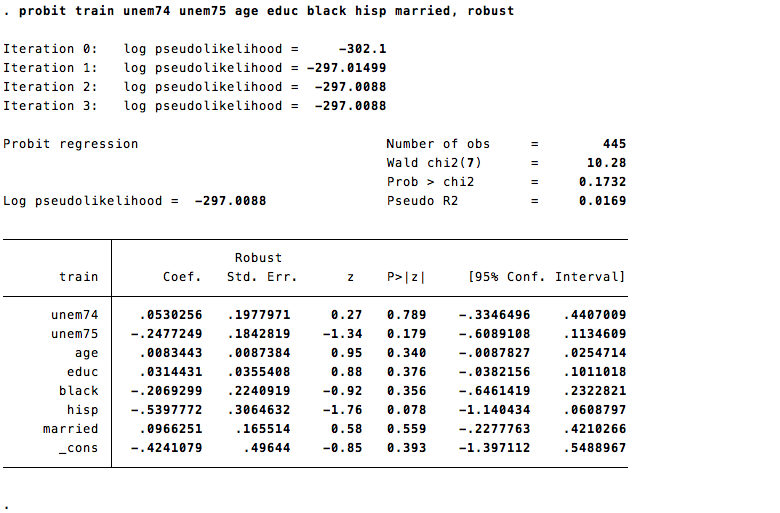 . probit train unem74 unem75 age educ black hisp married, robust
Iteration 0:   log pseudolikelihood =     -302.1
Iteration 1:   log pseudolikelihood = -297.01499
Iteration 2:   log pseudolikelihood =  -297.0088
Iteration 3:   log pseudolikelihood =  -297.0088
Probit regression                               Number of obs     =        445
                                                Wald chi2(7)      =      10.28
                                                Prob > chi2       =     0.1732
Log pseudolikelihood =  -297.0088               Pseudo R2         =     0.0169
Robust
train       Coef.   Std. Err.      z    P>|z|     [95% Conf. Interval]
unem74    .0530256   .1977971     0.27   0.789    -.3346496    .4407009
unem75   -.2477249   .1842819    -1.34   0.179    -.6089108    .1134609
age    .0083443   .0087384     0.95   0.340    -.0087827    .0254714
educ    .0314431   .0355408     0.88   0.376    -.0382156    .1011018
black   -.2069299   .2240919    -0.92   0.356    -.6461419    .2322821
hisp   -.5397772   .3064632    -1.76   0.078    -1.140434    .0608797
married    .0966251    .165514     0.58   0.559    -.2277763    .4210266
_cons   -.4241079     .49644    -0.85   0.393    -1.397112    .5488967
.